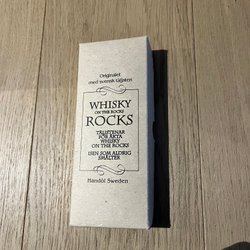 Originalet
med svensk täljsten
WHISKY
ON THE ROCKS
ROCKS
TÄLJSTENAR
FÖR ÄKTA
WHISKY
ON THE ROCKS
ISEN SOM ALDRIG
SMÄLTER
Handöl Sweden